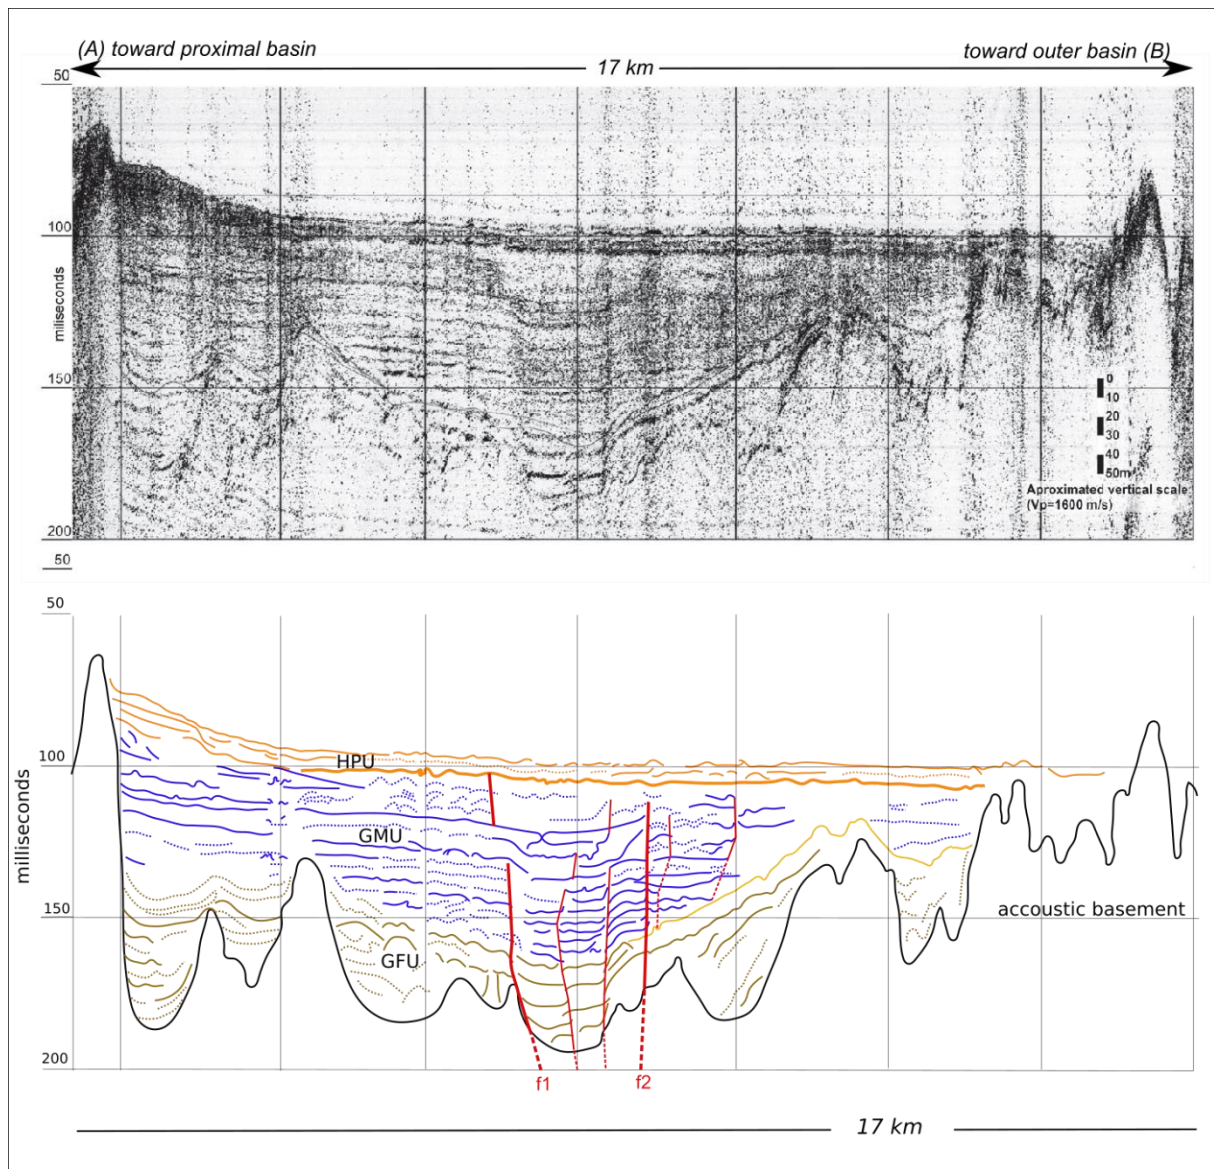 (A) toward proximal basin
toward outer basin (B)
17 km
50
100
miliseconds
150
0
10
20
30
40
50m
Aproximated vertical scale
(Vp=1600 m/s)
200
50
50
HPU
100
GMU
milliseconds
150
accoustic basement
GFU
200
f1
f2
17 km